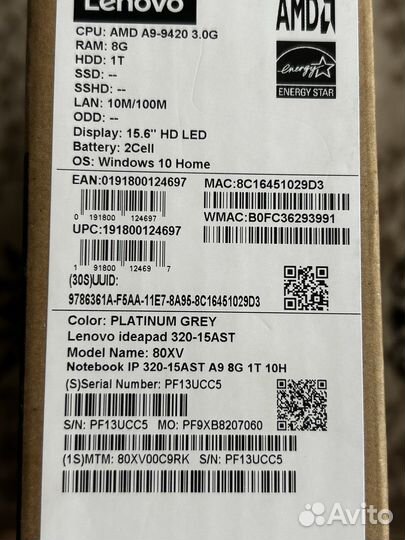 Lenovo
AMD
CPU: AMD A9-9420 3.0G
RAM: 8G
HDD: 1T
SSD: --
SSHD: --
LAN: 10M/100M
ODD: --
Display: 15.6" HD LED
Battery: 2Cell
OS: Windows 10 Home
energy
ENERGY STAR
EAN:0191800124697
MAC:8C16451029D3
0 191800 124697
WMAC:B0FC36293991
UPC:191800124697
1 91800 12469 7
(30S)UUID:
9786361A-F5AA-11E7-8A95-8C16451029D3
Color: PLATINUM GREY
Lenovo ideapad 320-15AST
Model Name: 80XV
Notebook IP 320-15AST A9 8G 1T 10H
(S)Serial Number: PF13UCC5
S/N: PF13UCC5 MO: PF9XB8207060
(1S)MTM: 80XV00C9RK S/N: PF13UCC5
Avito